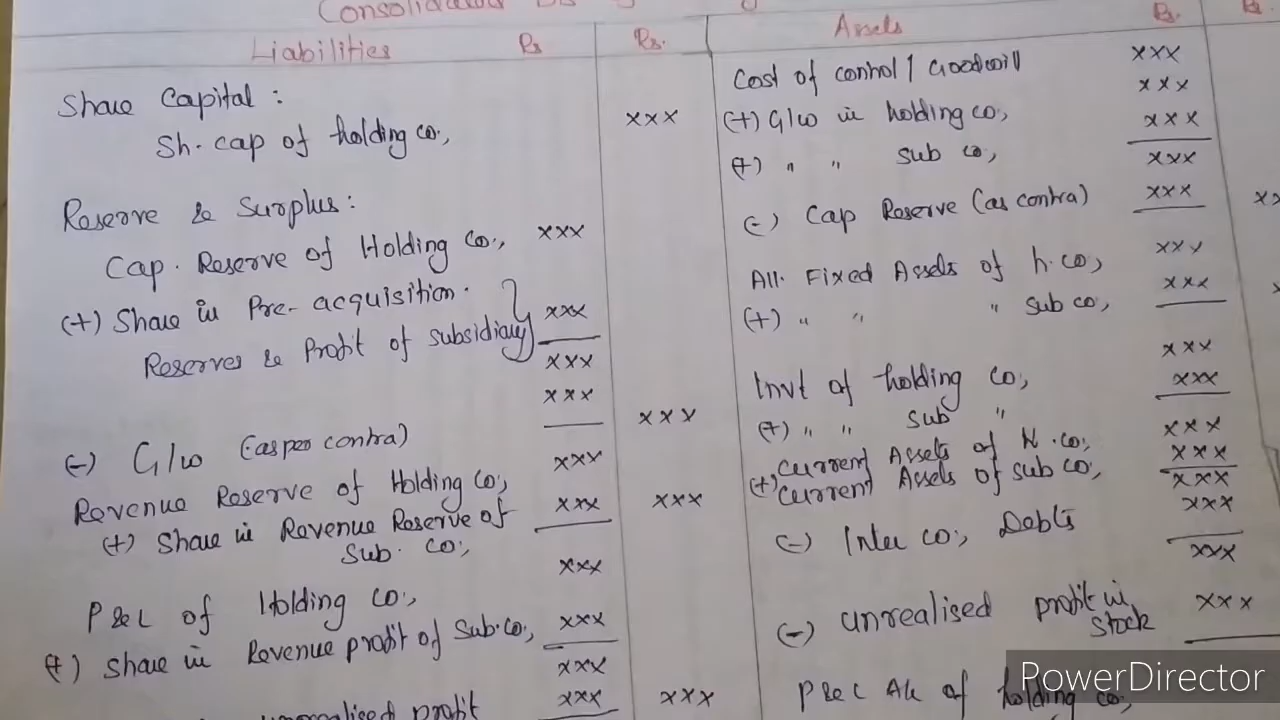 Consolidated
Liabilities Rs Rs. Assets Rs. Rs.
Share Capital :
Sh. cap of holding co., xxx
Reserve & Surplus :
Cap. Reserve of Holding co., xxx
(+) Share in Pre-acquisition
Reserves & Profit of subsidiary xxx
xxx
xxx
(-) G/w (as per contra) xxx
Revenue Reserve of Holding co., xxx
(+) Share in Revenue Reserve of xxx xxx
Sub. co.,
xxx
P&L of Holding co.,
(+) Share in Revenue profit of Sub.co., xxx
xxx
unrealised profit xxx xxx
Cost of control / Goodwill xxx
xxx
(+) G/w in holding co., xxx
(+) " " sub co., xxx
(-) Cap Reserve (as contra) xxx xx
All. Fixed Assets of h.co., xxx
(+) " " " sub co., xxx
xxx
Invt of holding co., xxx
(+) " " sub " xxx
Current Assets of H.co., xxx
(+) Current Assets of sub co., xxx
xxx
(-) Inter co., Debts xxx
(-) unrealised profit in xxx
stock
P&L A/c of holding co.,
PowerDirector